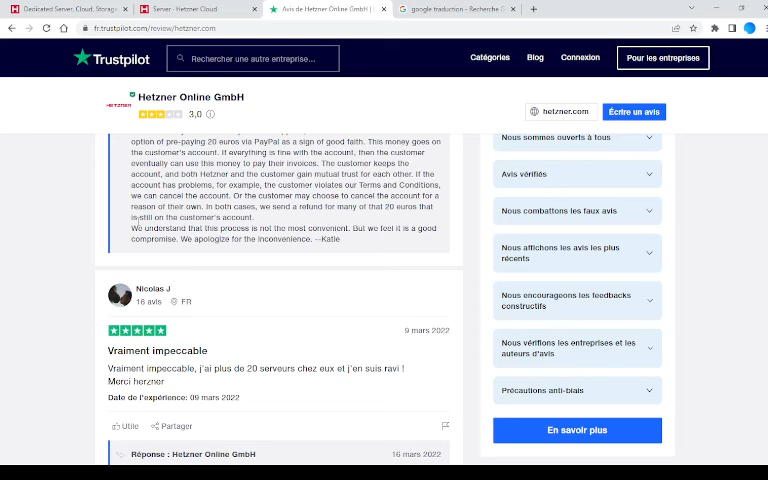 Dedicated Server, Cloud, Storag
Server - Hetzner Cloud
Avis de Hetzner Online GmbH |
google traduction - Recherche G
fr.trustpilot.com/review/hetzner.com
Trustpilot
Rechercher une autre entreprise...
Catégories
Blog
Connexion
Pour les entreprises
HETZNER
Hetzner Online GmbH
3,0
hetzner.com
Écrire un avis
option of pre-paying 20 euros via PayPal as a sign of good faith. This money goes on
the customer's account. If everything is fine with the account, then the customer
eventually can use this money to pay their invoices. The customer keeps the
account, and both Hetzner and the customer gain mutual trust for each other. If the
account has problems, for example, the customer violates our Terms and Conditions,
we can cancel the account. Or the customer may choose to cancel the account for a
reason of their own. In both cases, we send a refund for many of that 20 euros that
is still on the customer's account.
We understand that this process is not the most convenient. But we feel it is a good
compromise. We apologize for the inconvenience. --Katie
Nicolas J
16 avis
FR
9 mars 2022
Vraiment impeccable
Vraiment impeccable, j'ai plus de 20 serveurs chez eux et j'en suis ravi !
Merci herzner
Date de l'expérience: 09 mars 2022
Utile
Partager
Réponse : Hetzner Online GmbH
16 mars 2022
Nous sommes ouverts à tous
Avis vérifiés
Nous combattons les faux avis
Nous affichons les avis les plus
récents
Nous encourageons les feedbacks
constructifs
Nous vérifions les entreprises et les
auteurs d'avis
Précautions anti-biais
En savoir plus